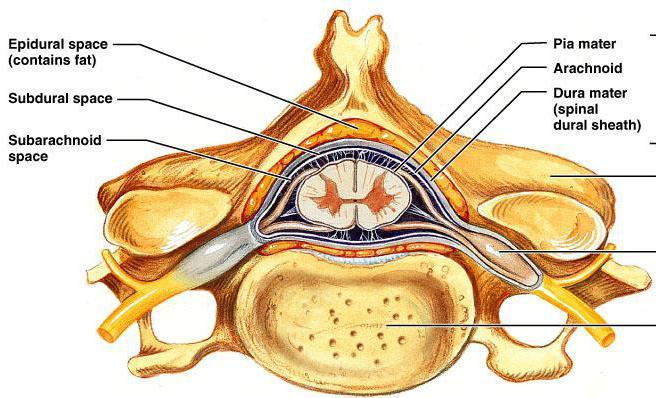 Epidural space
(contains fat)
Subdural space
Subarachnoid
space
Pia mater
Arachnoid
Dura mater
(spinal
dural sheath)